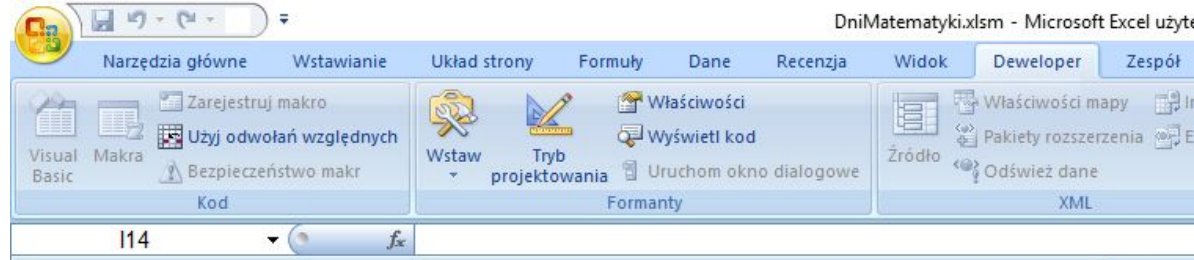 DniMatematyki.xlsm - Microsoft Excel użyte
Narzędzia główne Wstawianie Układ strony Formuły Dane Recenzja Widok Deweloper Zespół
Visual Basic
Makra
Zarejestruj makro
Użyj odwołań względnych
Bezpieczeństwo makr
Kod
Wstaw
Tryb projektowania
Właściwości
Wyświetl kod
Uruchom okno dialogowe
Formanty
Źródło
Właściwości mapy
Pakiety rozszerzenia
Odśwież dane
XML
I14 fx